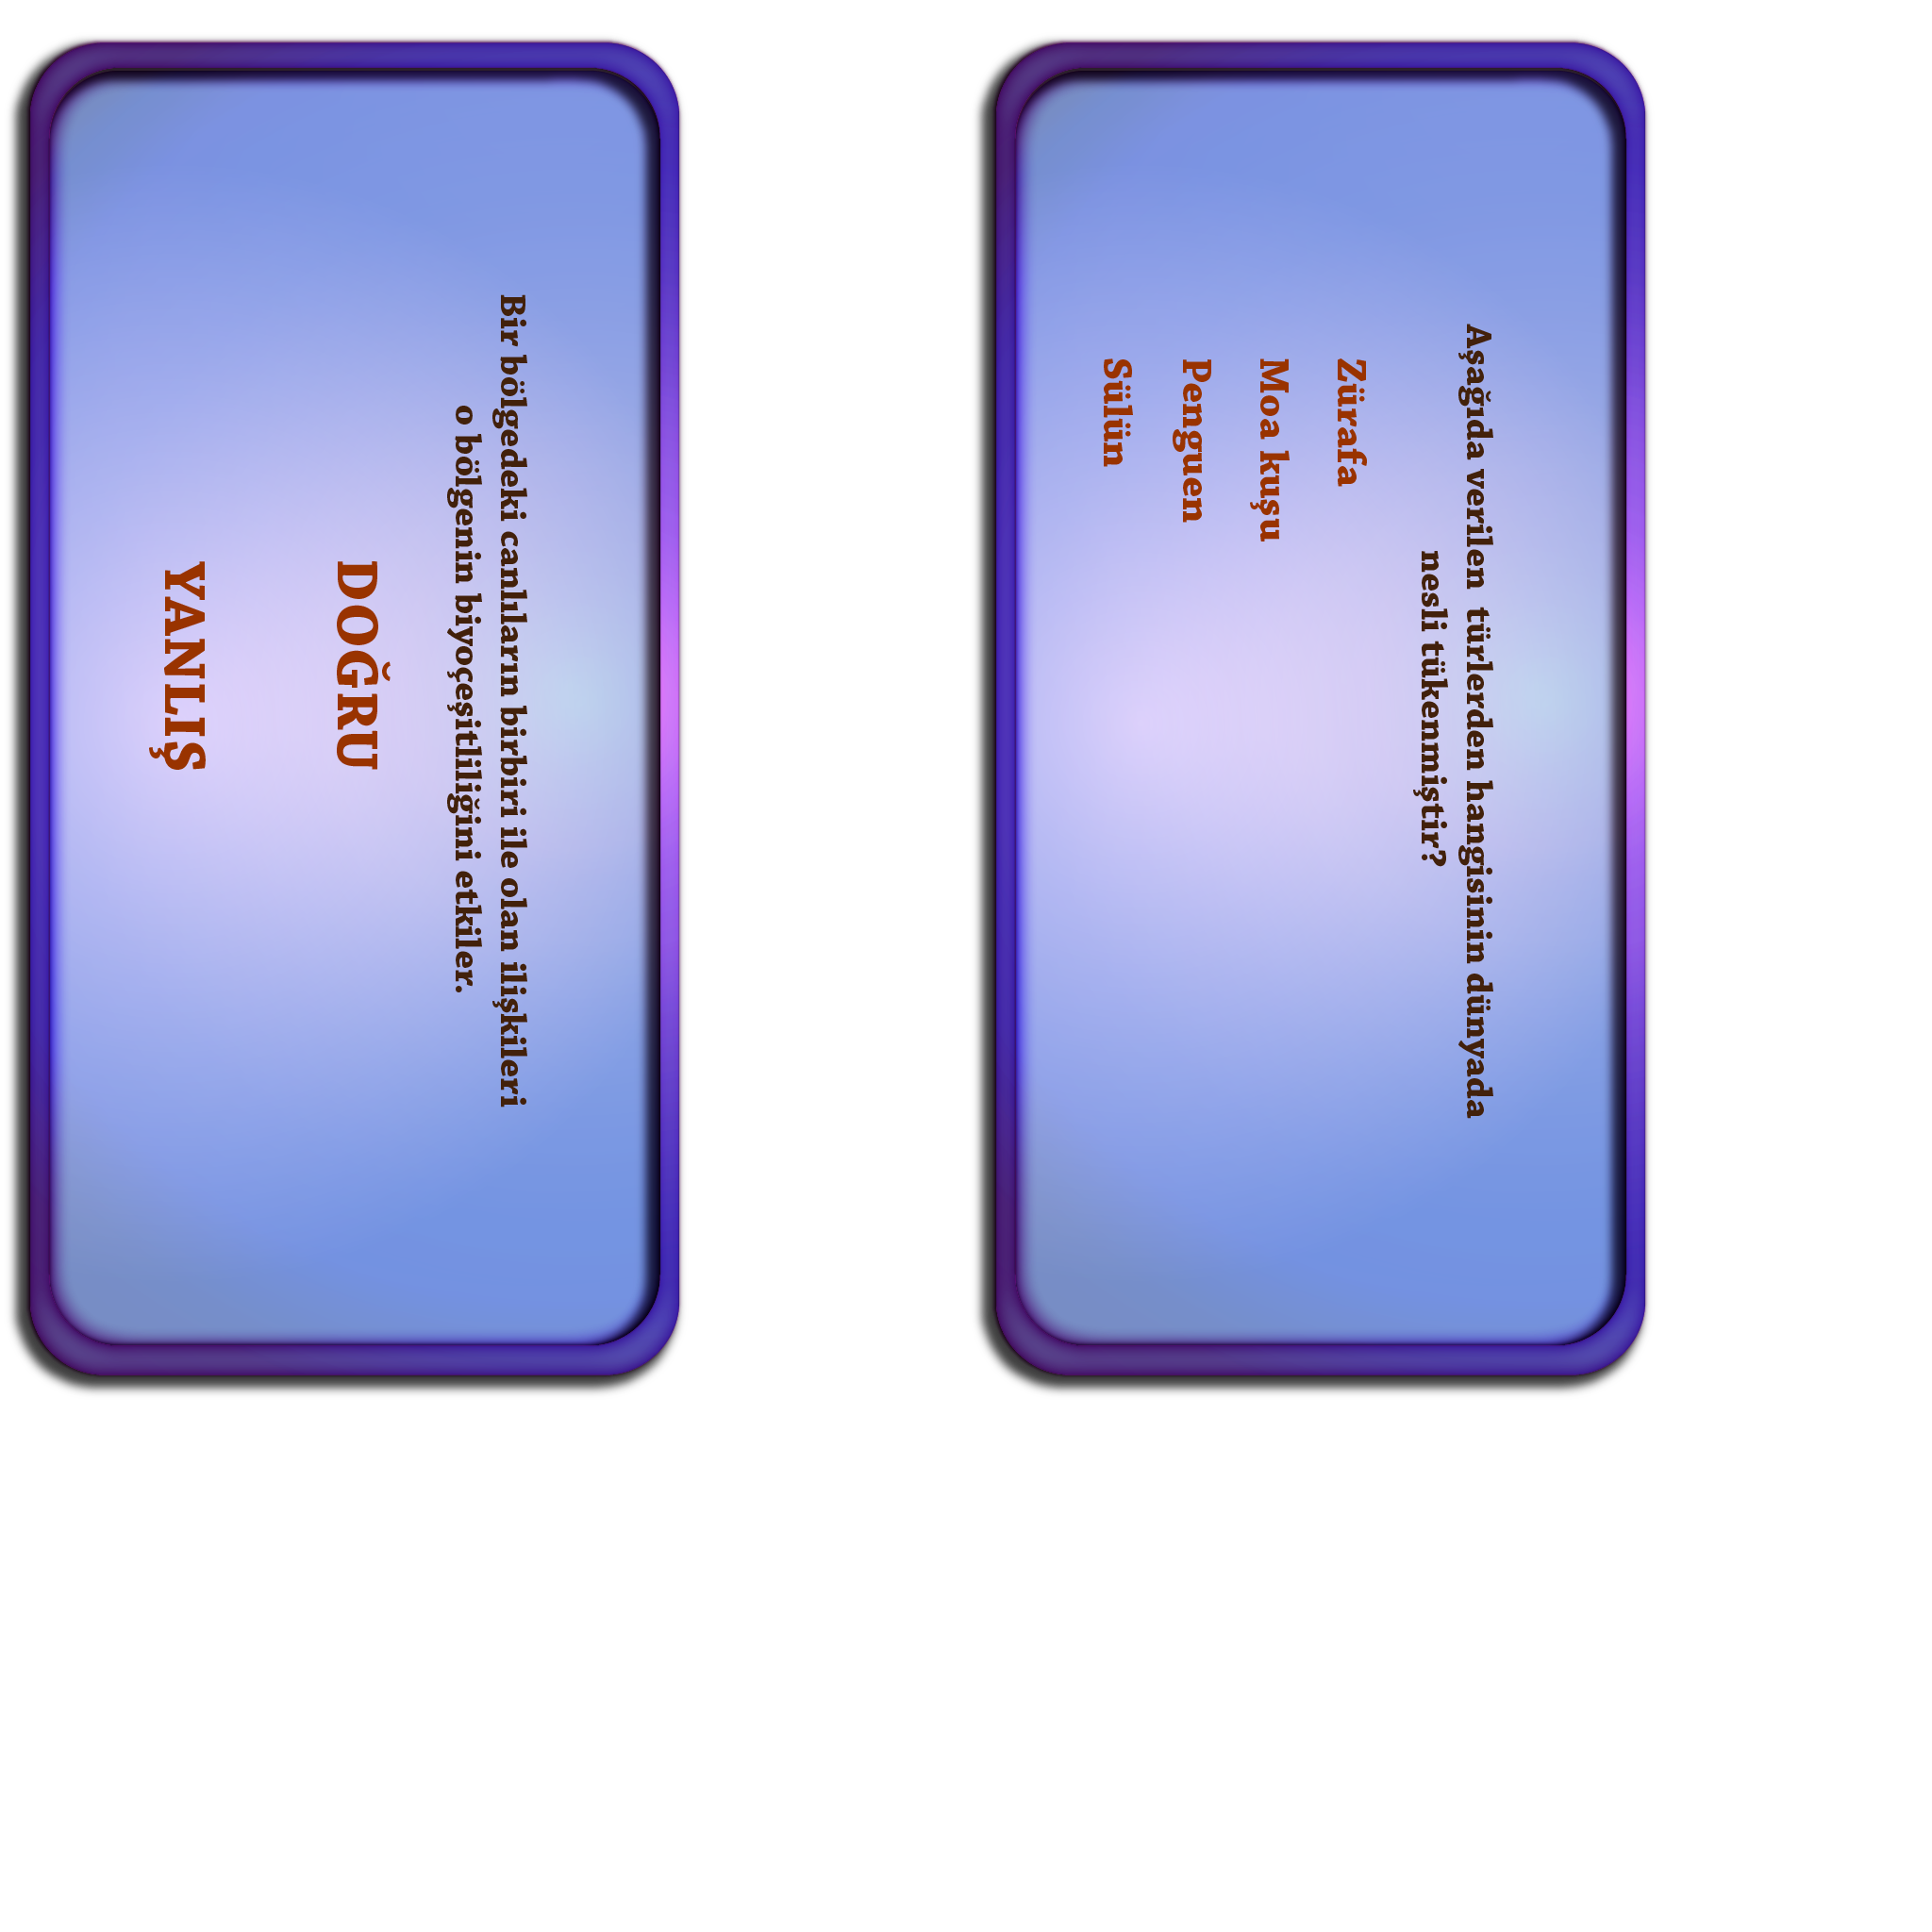 Bir bölgedeki canlıların birbiri ile olan ilişkileri
o bölgenin biyoçeşitliliğini etkiler.
DOĞRU
YANLIŞ
Aşağıda verilen türlerden hangisinin dünyada
nesli tükenmiştir?
Zürafa
Moa kuşu
Penguen
Sülün